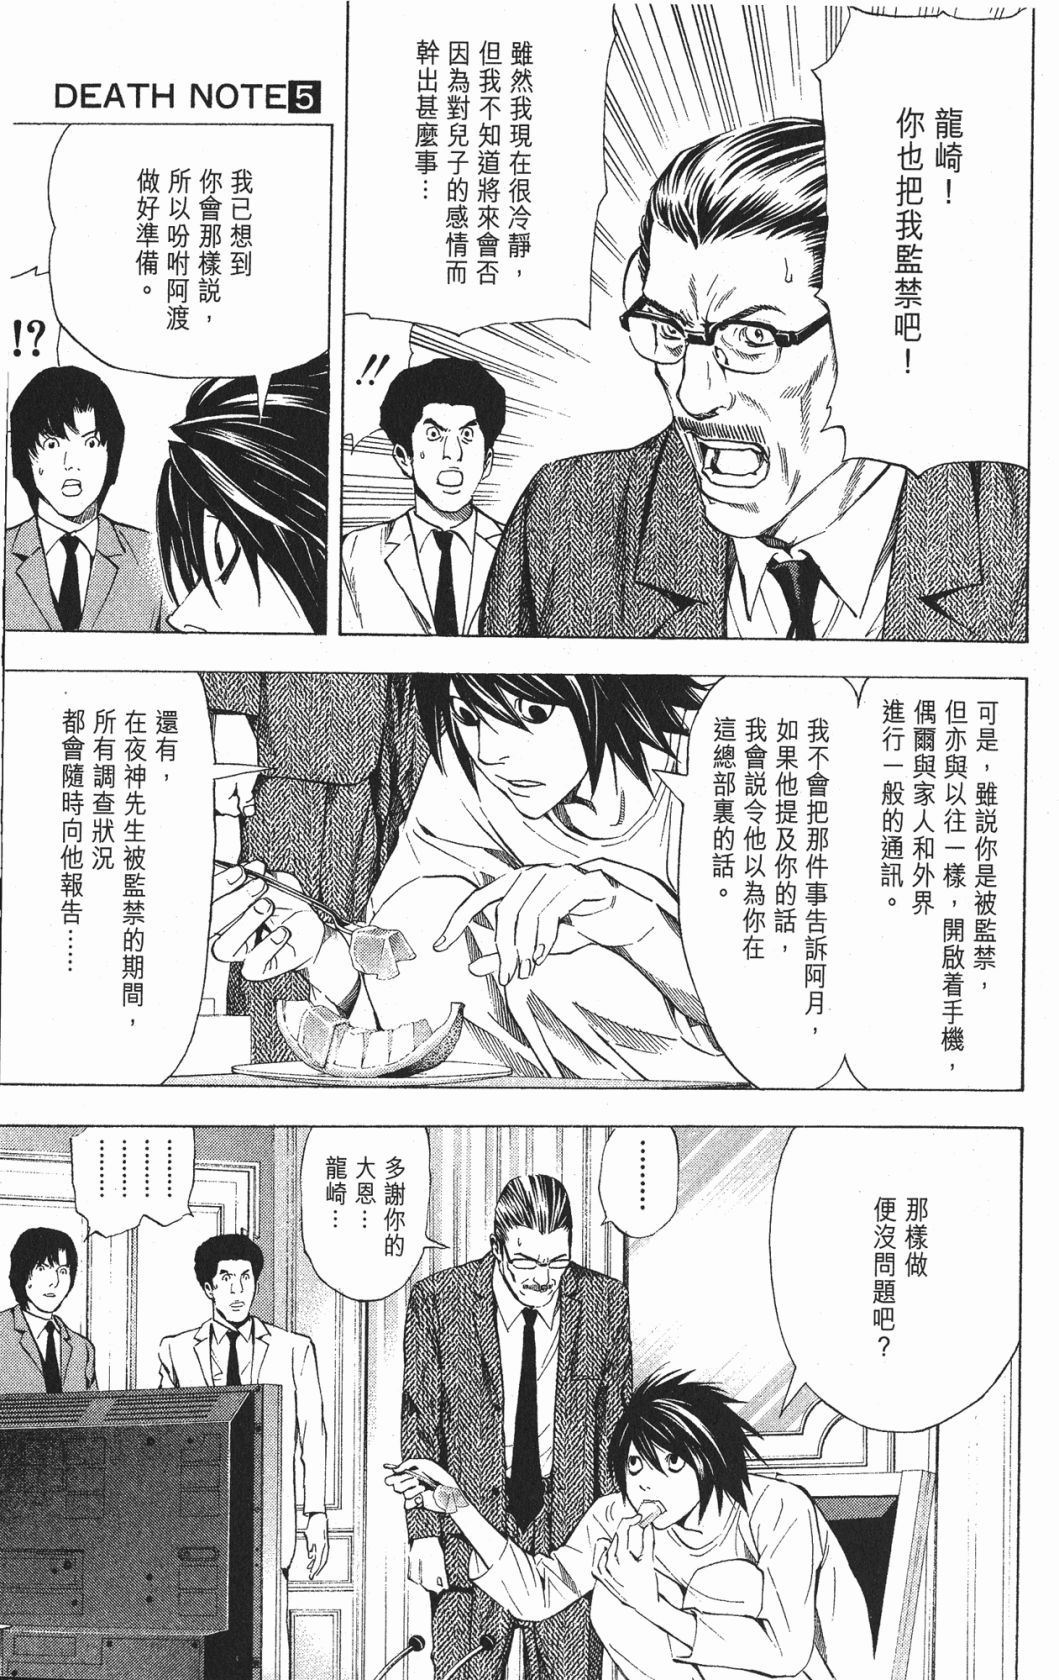 DEATH NOTE 5
龍崎！
你也把我監禁吧！
雖然我現在很冷靜，
但我不知道將來會否
因為對兒子的感情而
幹出甚麼事…
!!
我已想到
你會那樣說，
所以吩咐阿渡
做好準備。
!?
可是，雖說你是被監禁，
但亦與以往一樣，開啟着手機，
偶爾與家人和外界
進行一般的通訊。
我不會把那件事告訴阿月，
如果他提及你的話，
我會說令他以為你在
這總部裏的話。
還有，
在夜神先生被監禁的期間，
所有調查狀況
都會隨時向他報告……
那樣做
便沒問題吧？
………
多謝你的
大恩…
龍崎…
………
………
………
………